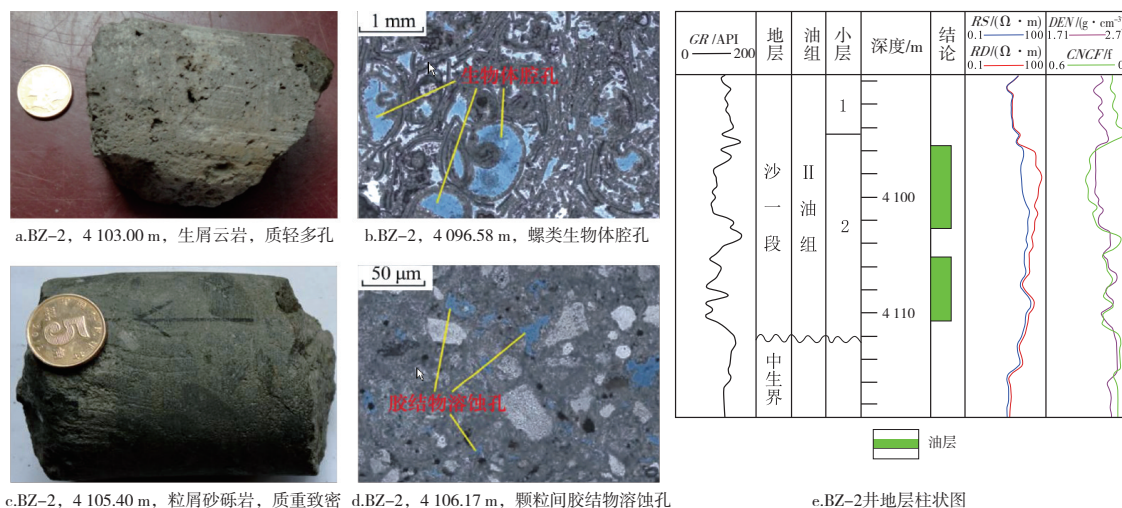 1 mm
生物体腔孔
a.BZ-2，4 103.00 m，生屑云岩，质轻多孔
b.BZ-2，4 096.58 m，螺类生物体腔孔
50 μm
胶结物溶蚀孔
c.BZ-2，4 105.40 m，粒屑砂砾岩，质重致密
d.BZ-2，4 106.17 m，颗粒间胶结物溶蚀孔
GR/API
0 200
地层
油组
小层
深度/m
结论
RS/(Ω · m)
0.1 100
RD/(Ω · m)
0.1 100
DEN/(g · cm⁻³
1.71 2.7
CNCF/f
0.6 0
沙一段
中生界
II油组
1
2
4 100
4 110
油层
e.BZ-2井地层柱状图